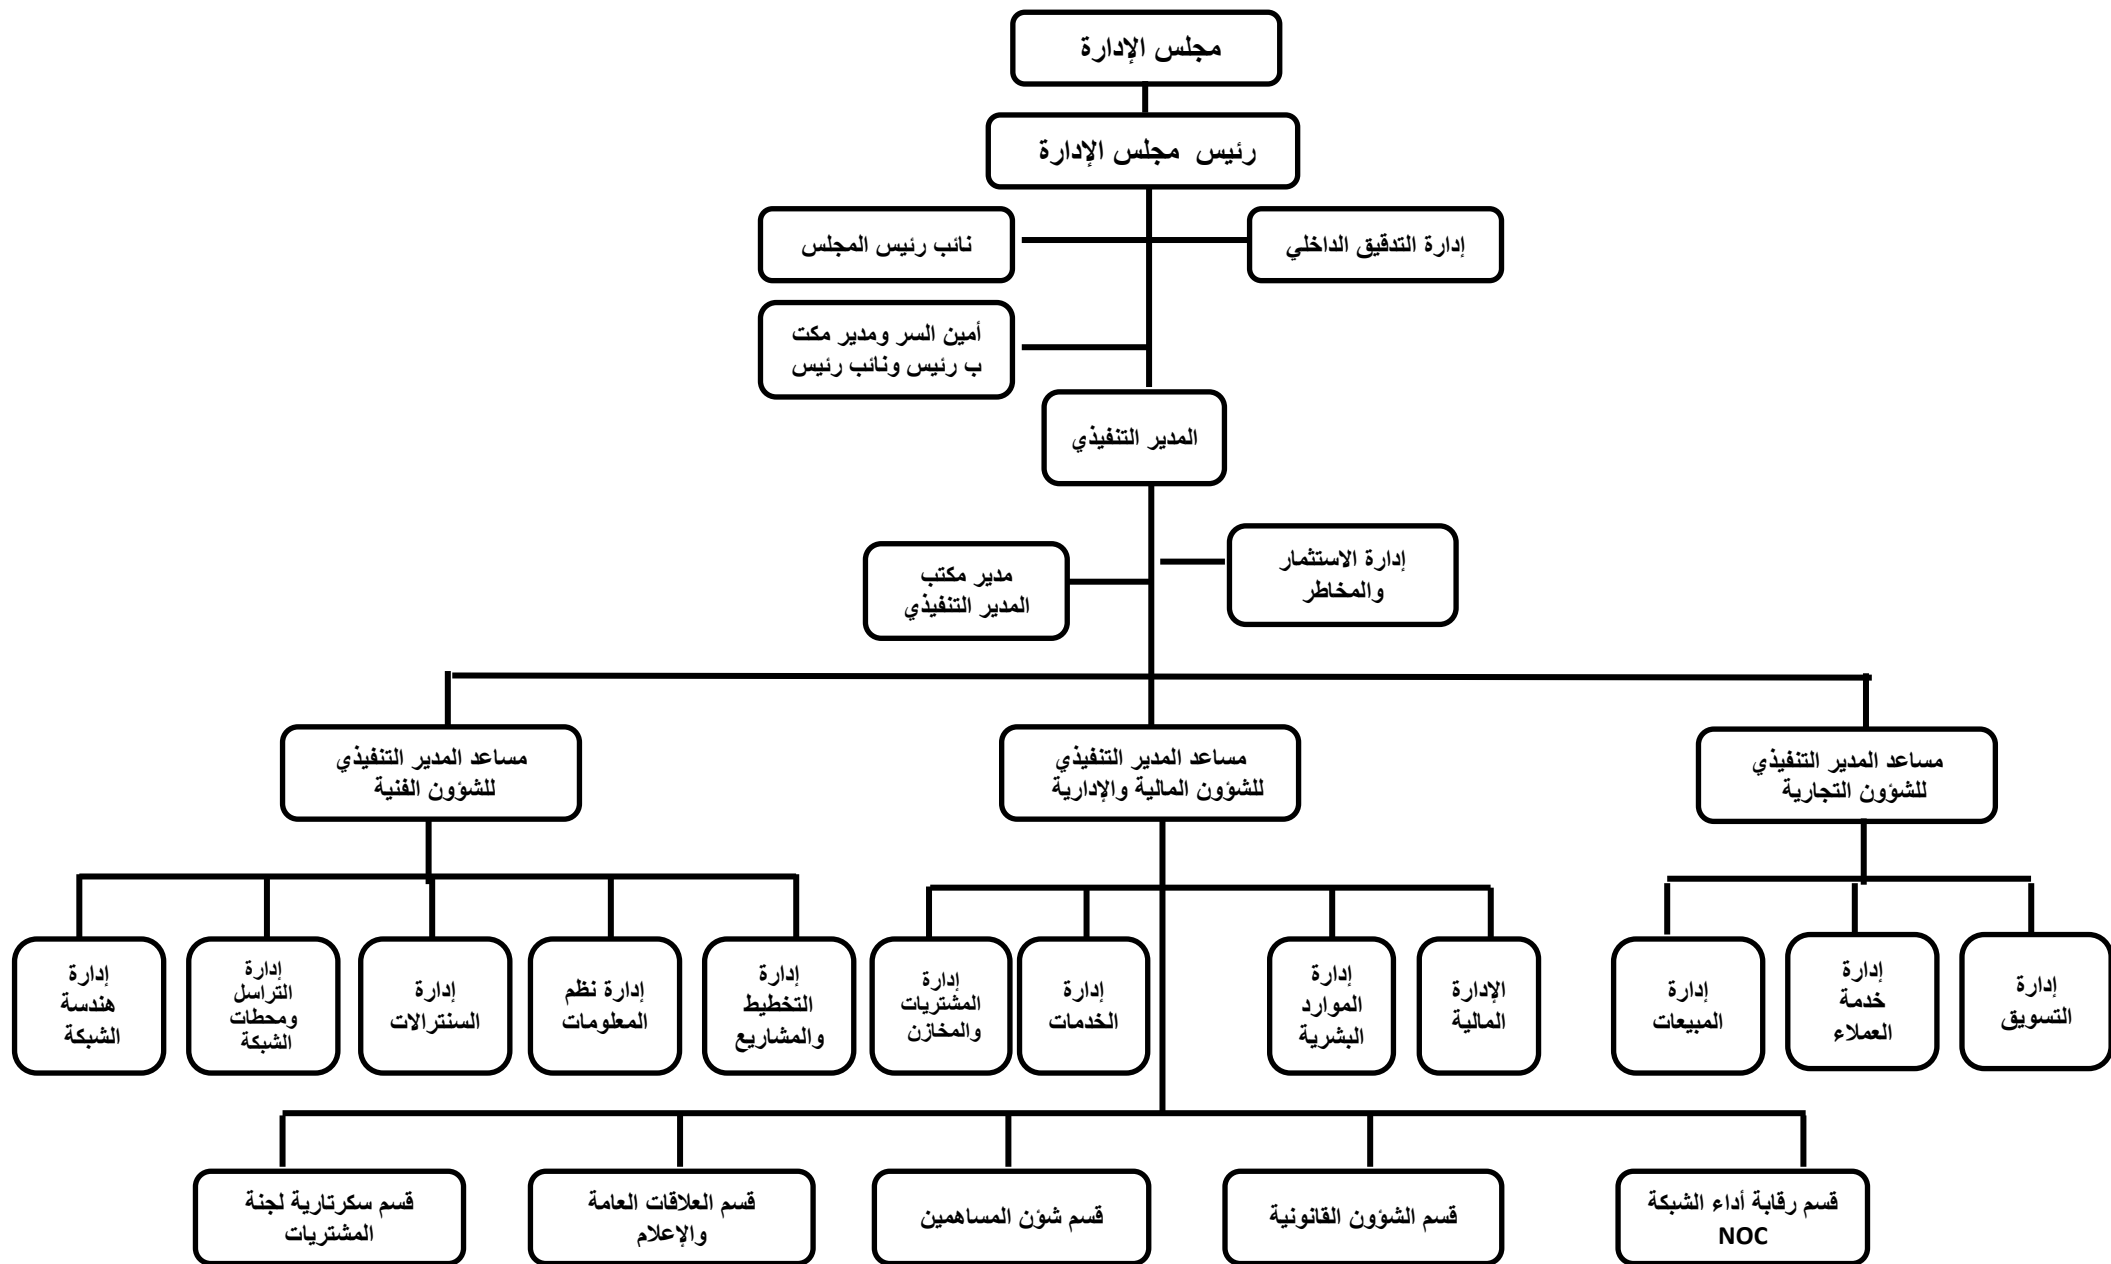 مجلس الإدارة
رئيس مجلس الإدارة
إدارة التدقيق الداخلي
نائب رئيس المجلس
أمين السر ومدير مكت
ب رئيس ونائب رئيس
المدير التنفيذي
إدارة الاستثمار
والمخاطر
مدير مكتب
المدير التنفيذي
مساعد المدير التنفيذي
للشؤون التجارية
مساعد المدير التنفيذي
للشؤون المالية والإدارية
مساعد المدير التنفيذي
للشؤون الفنية
إدارة
التسويق
إدارة
خدمة
العملاء
إدارة
المبيعات
الإدارة
المالية
إدارة
الموارد
البشرية
إدارة
الخدمات
إدارة
المشتريات
والمخازن
إدارة
التخطيط
والمشاريع
إدارة نظم
المعلومات
إدارة
السنترالات
إدارة
التراسل
ومحطات
الشبكة
إدارة
هندسة
الشبكة
قسم رقابة أداء الشبكة
NOC
قسم الشؤون القانونية
قسم شؤن المساهمين
قسم العلاقات العامة
والإعلام
قسم سكرتارية لجنة
المشتريات